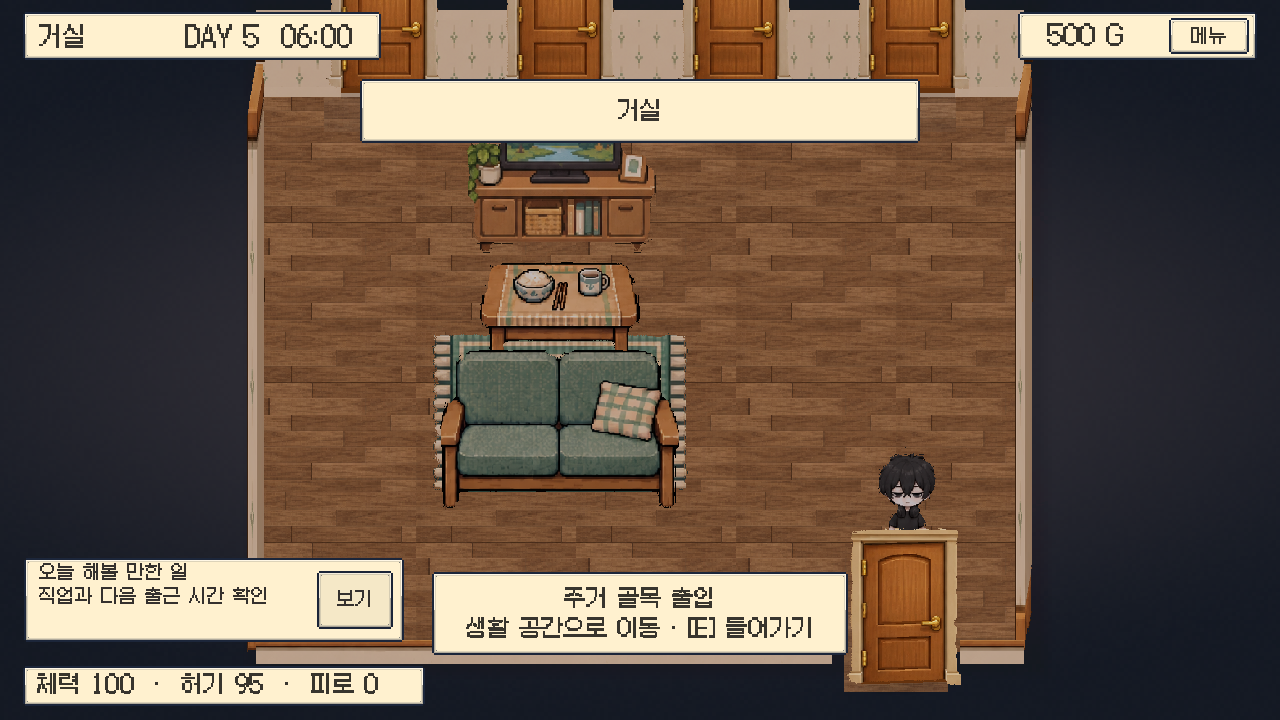 거실 DAY 5 06:00
500 G 메뉴
거실
오늘 해볼 만한 일
직업과 다음 출근 시간 확인
보기
주거 골목 출입
생활 공간으로 이동 · [E] 들어가기
체력 100 · 허기 95 · 피로 0